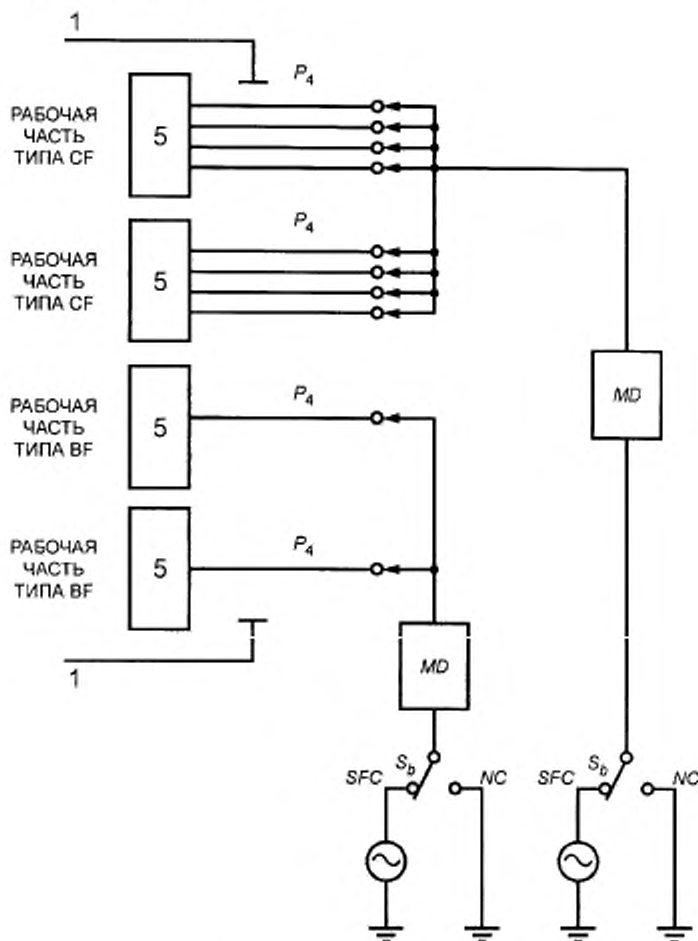 1
P4
РАБОЧАЯ
ЧАСТЬ
ТИПА CF
5
P4
РАБОЧАЯ
ЧАСТЬ
ТИПА CF
5
MD
P4
РАБОЧАЯ
ЧАСТЬ
ТИПА BF
5
P4
РАБОЧАЯ
ЧАСТЬ
ТИПА BF
5
1
MD
SFC Sb NC SFC Sb NC